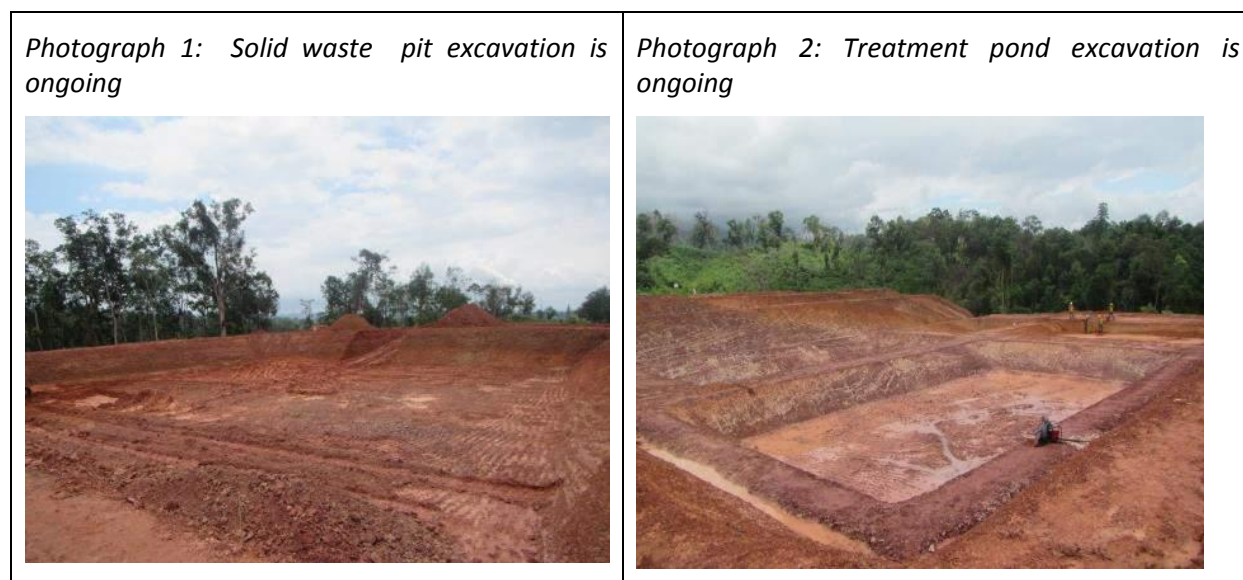 Photograph 1: Solid waste pit excavation is
ongoing
Photograph 2: Treatment pond excavation is
ongoing